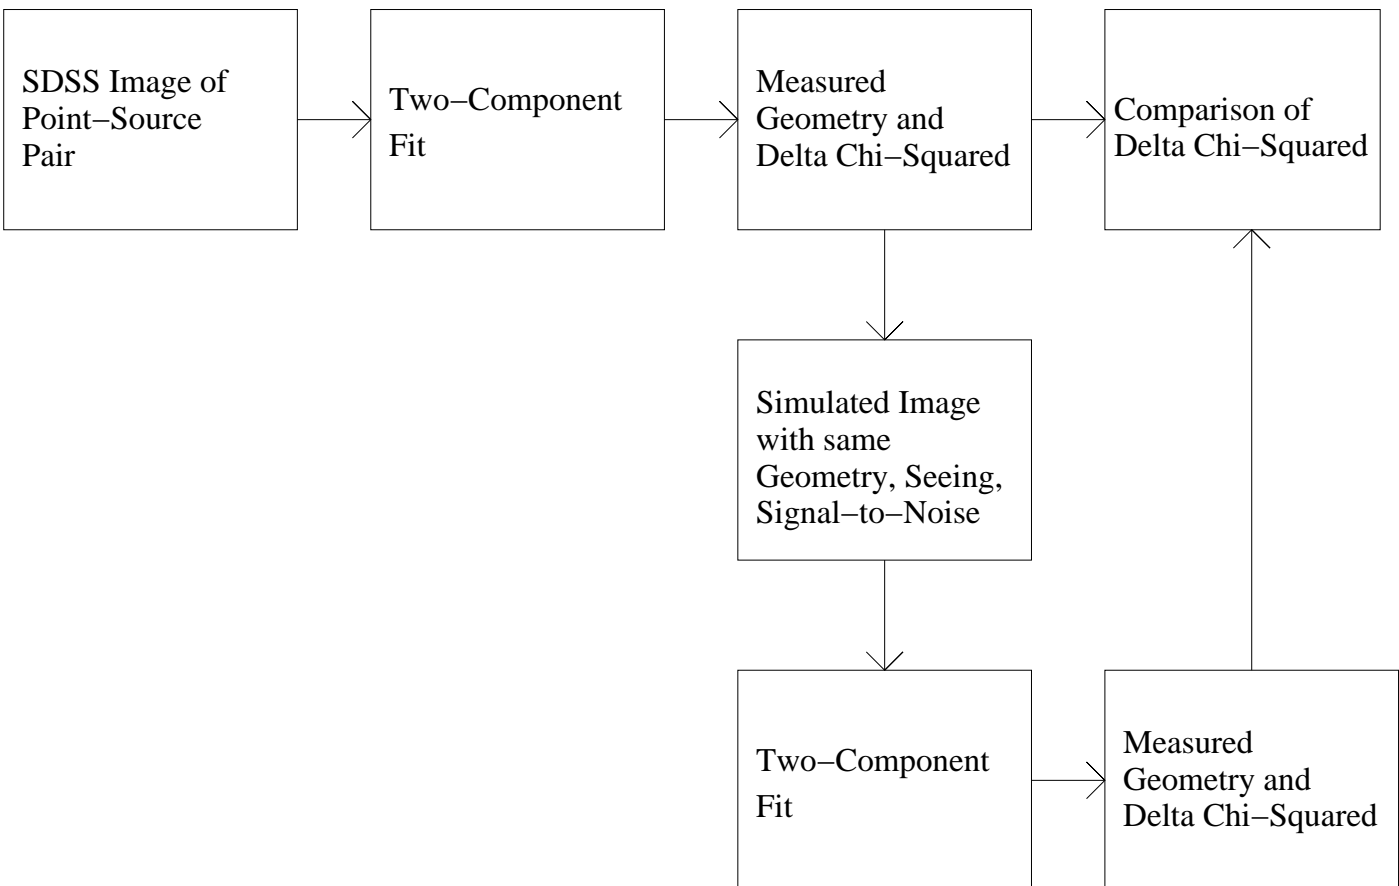 SDSS Image of
Point−Source
Pair
Two−Component
Fit
Measured
Geometry and
Delta Chi−Squared
Comparison of
Delta Chi−Squared
Simulated Image
with same
Geometry, Seeing,
Signal−to−Noise
Two−Component
Fit
Measured
Geometry and
Delta Chi−Squared